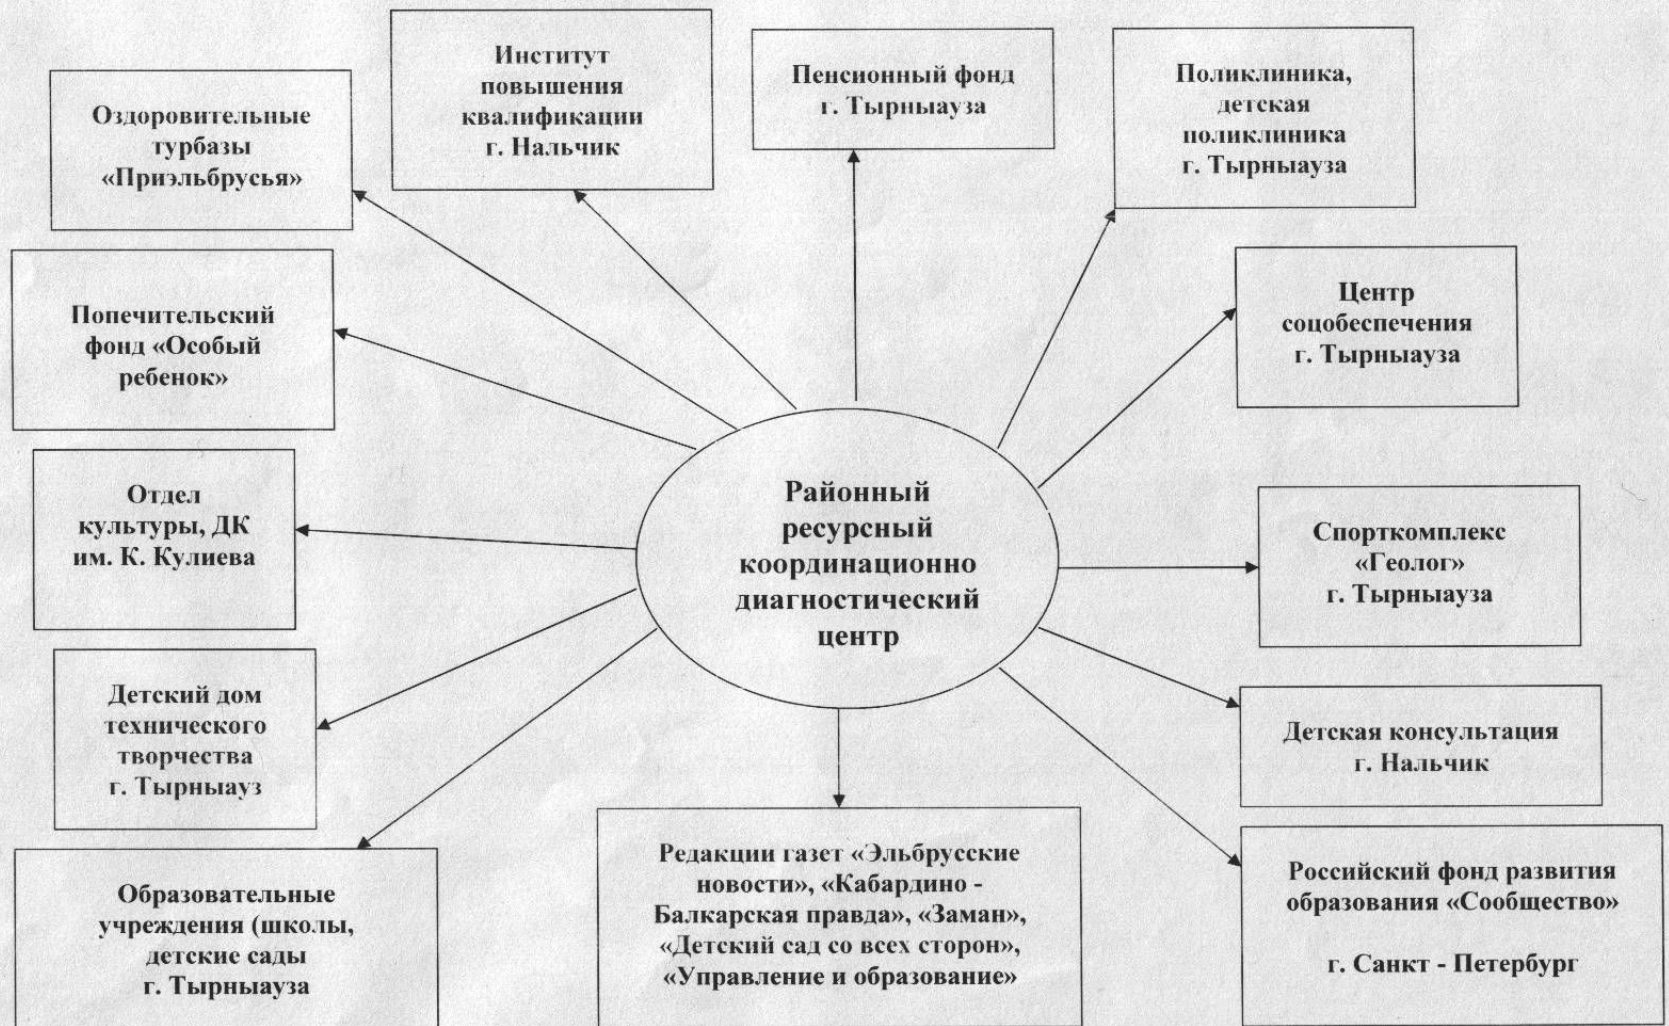 Институт
повышения
квалификации
г. Нальчик
Пенсионный фонд
г. Тырныауза
Поликлиника,
детская
поликлиника
г. Тырныауза
Оздоровительные
турбазы
«Приэльбрусья»
Центр
соцобеспечения
г. Тырныауза
Попечительский
фонд «Особый
ребенок»
Отдел
культуры, ДК
им. К. Кулиева
Районный
ресурсный
координационно
диагностический
центр
Спорткомплекс
«Геолог»
г. Тырныауза
Детский дом
технического
творчества
г. Тырныауз
Детская консультация
г. Нальчик
Образовательные
учреждения (школы,
детские сады
г. Тырныауза
Редакции газет «Эльбрусские
новости», «Кабардино -
Балкарская правда», «Заман»,
«Детский сад со всех сторон»,
«Управление и образование»
Российский фонд развития
образования «Сообщество»
г. Санкт - Петербург